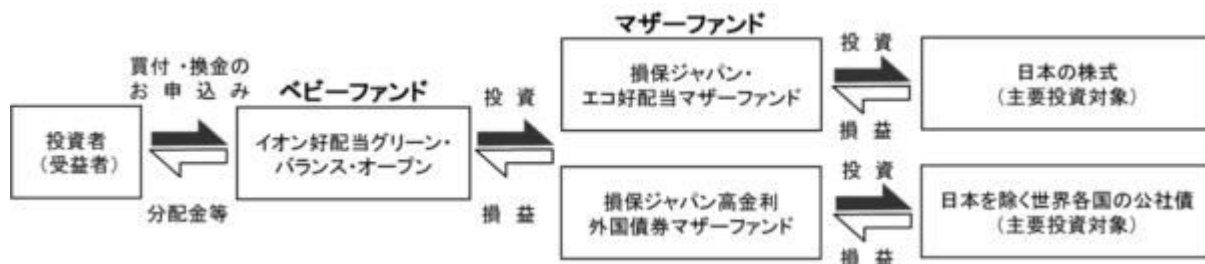 買付・換金の
お申込み
投資者
(受益者)
分配金等
ベビーファンド
イオン好配当グリーン・
バランス・オープン
投資
損益
マザーファンド
損保ジャパン・
エコ好配当マザーファンド
損保ジャパン高金利
外国債券マザーファンド
投資
損益
日本の株式
(主要投資対象)
投資
損益
日本を除く世界各国の公社債
(主要投資対象)